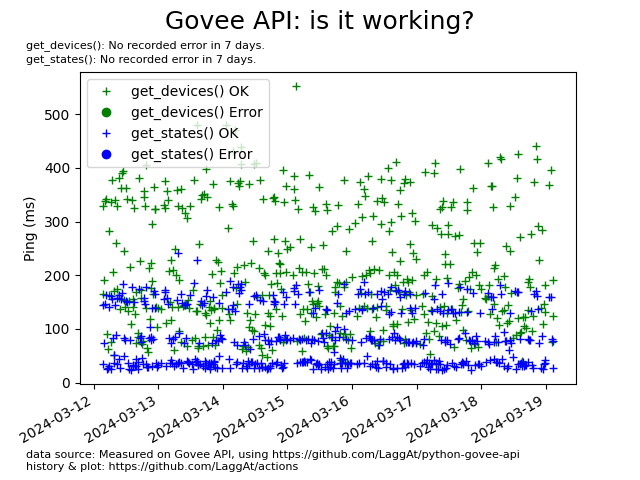 Govee API: is it working?
get_devices(): No recorded error in 7 days.
get_states(): No recorded error in 7 days.
get_devices() OK
get_devices() Error
get_states() OK
get_states() Error
Ping (ms)
500
400
300
200
100
0
2024-03-12
2024-03-13
2024-03-14
2024-03-15
2024-03-16
2024-03-17
2024-03-18
2024-03-19
data source: Measured on Govee API, using https://github.com/LaggAt/python-govee-api
history & plot: https://github.com/LaggAt/actions